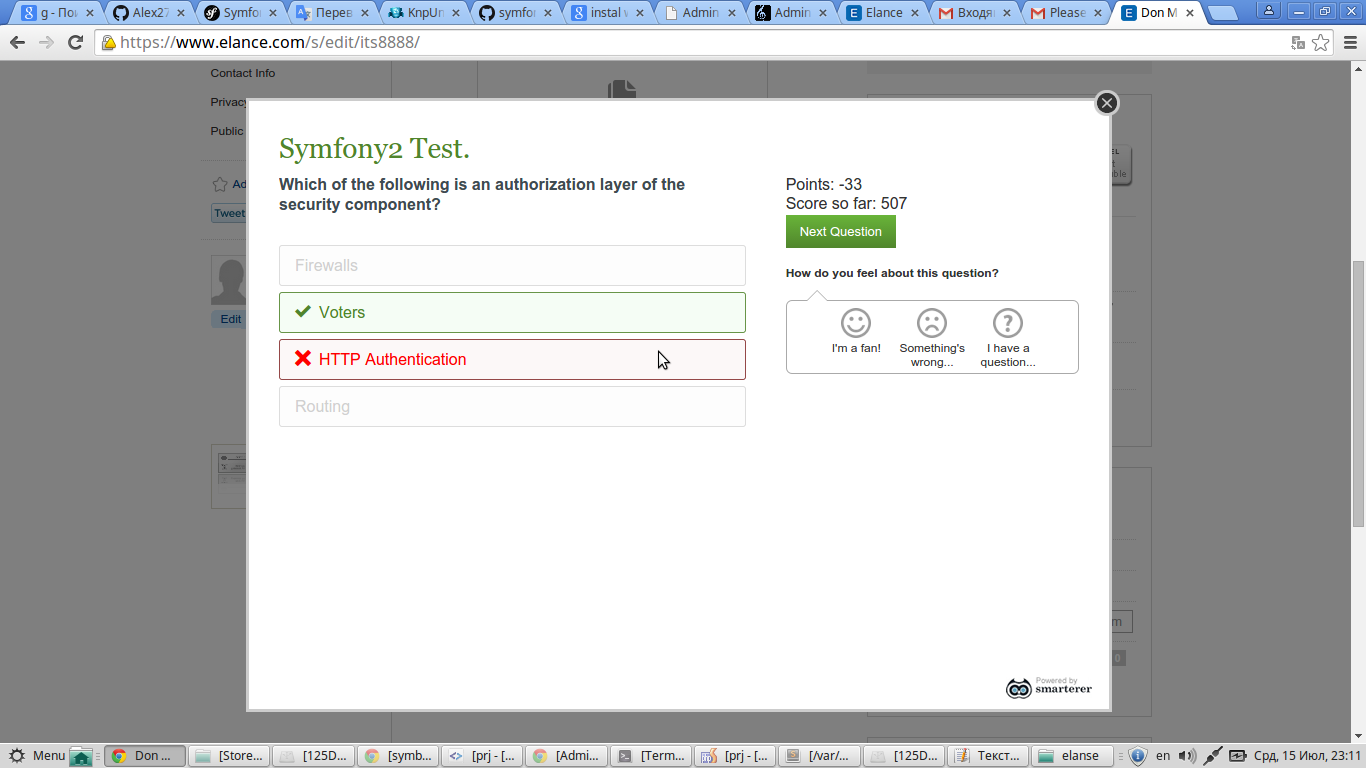 g - Пои
Alex27
Symfo
Перев
KnpUn
symfo
instal v
Admin
Admin
Elance
Входя
Please
Don M
https://www.elance.com/s/edit/its8888/
Contact Info
Privacy
Public
Ad
Tweet
Edit
Symfony2 Test.
Which of the following is an authorization layer of the
security component?
Firewalls
Voters
HTTP Authentication
Routing
Points: -33
Score so far: 507
Next Question
How do you feel about this question?
I'm a fan!
Something's
wrong...
I have a
question...
Powered by
smarterer
Menu
Don ...
[Store...
[125D...
[symb...
[prj - [...
[Admi...
[Term...
[prj - [...
[/var/...
[125D...
Текст...
elanse
en
Срд, 15 Июл, 23:11